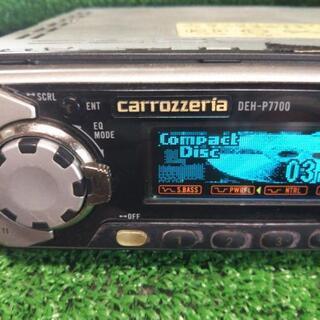 SCRL
ENT
carrozzeria
DEH-P7700
EQ
MODE
Compact
Disc
03
S.BASS
PWRFL
NTRL
OFF
1
2
3